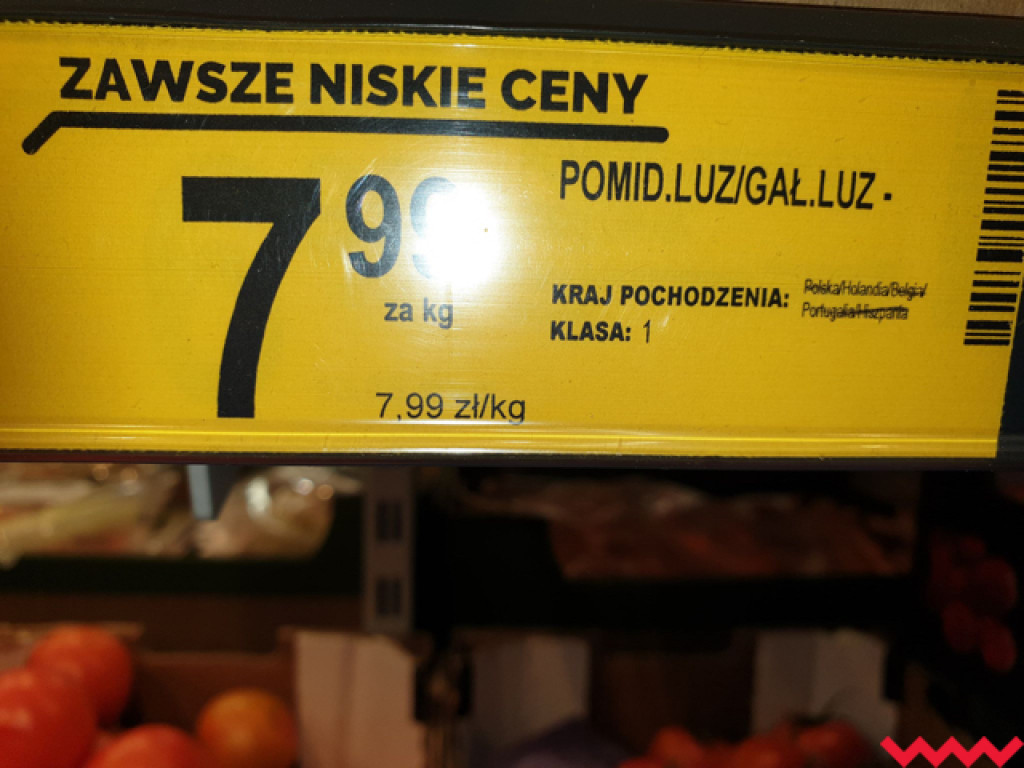 ZAWSZE NISKIE CENY
7 99
za kg
7,99 zł/kg
POMID.LUZ/GAŁ.LUZ -
KRAJ POCHODZENIA: Polska/Holandia/Belgia/
Portugalia/Hiszpania
KLASA: 1